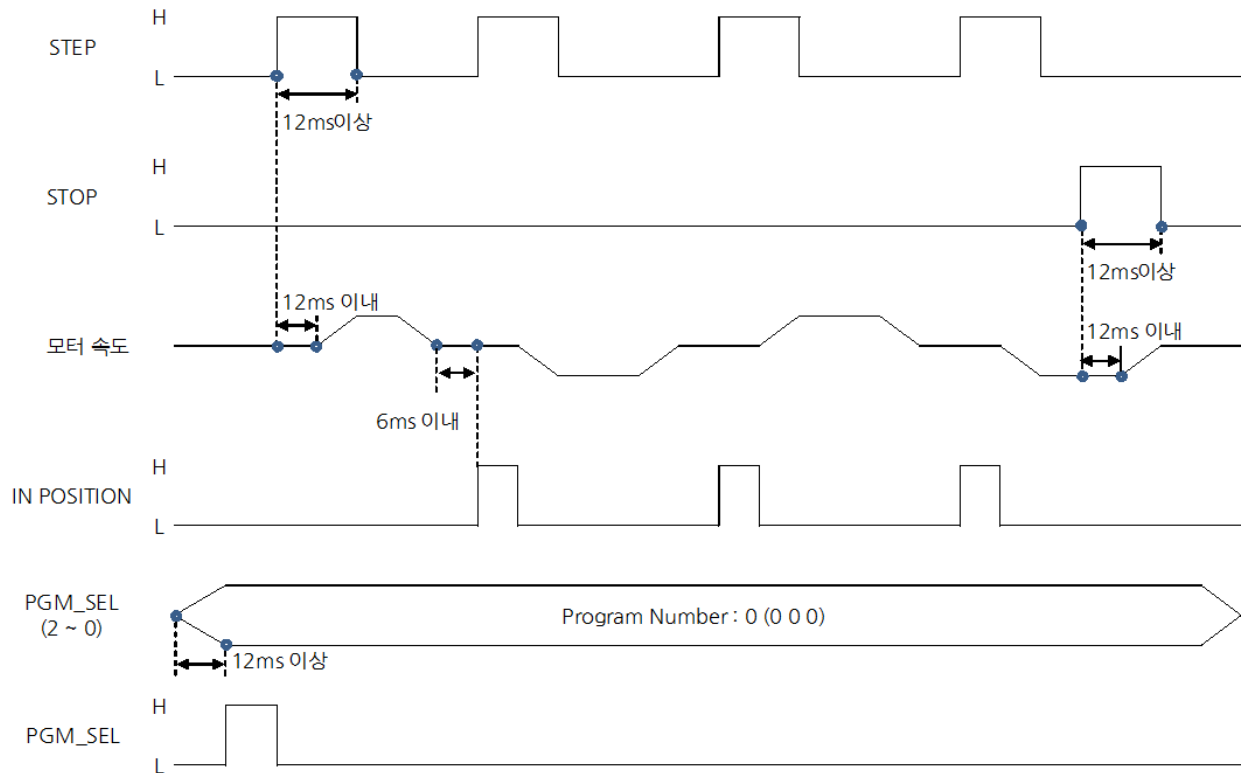 H
STEP
L
12ms이상
H
STOP
L
12ms이상
12ms 이내
12ms 이내
모터 속도
6ms 이내
H
IN POSITION
L
PGM_SEL
(2 ~ 0)
Program Number : 0 (0 0 0)
12ms 이상
H
PGM_SEL
L